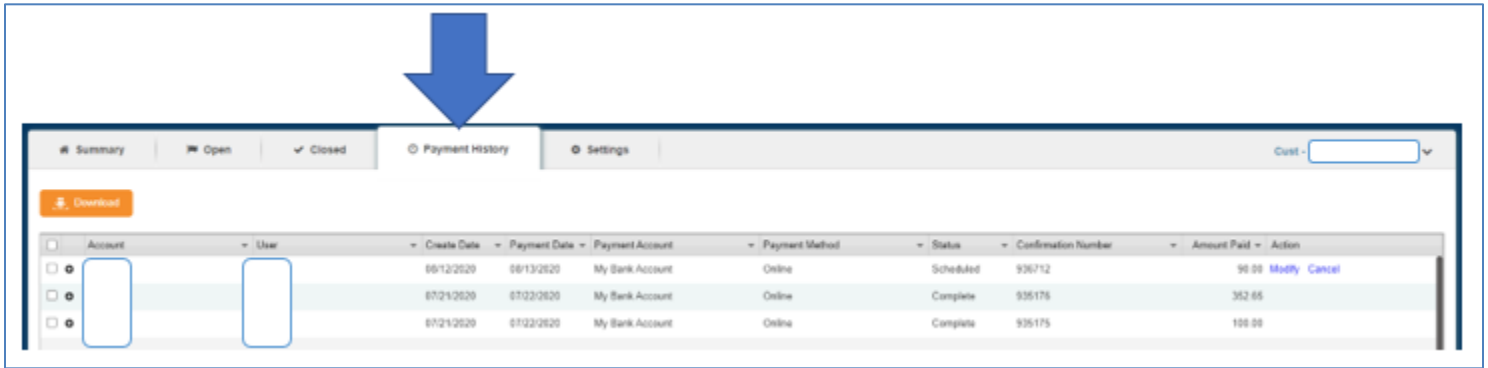 Summary Open Closed Payment History Settings Cust -
Download
Account User Create Date Payment Date Payment Account Payment Method Status Confirmation Number Amount Paid Action
08/12/2020 08/13/2020 My Bank Account Online Scheduled 936712 90.00 Modify Cancel
07/21/2020 07/22/2020 My Bank Account Online Complete 935176 352.65
07/21/2020 07/22/2020 My Bank Account Online Complete 935175 100.00